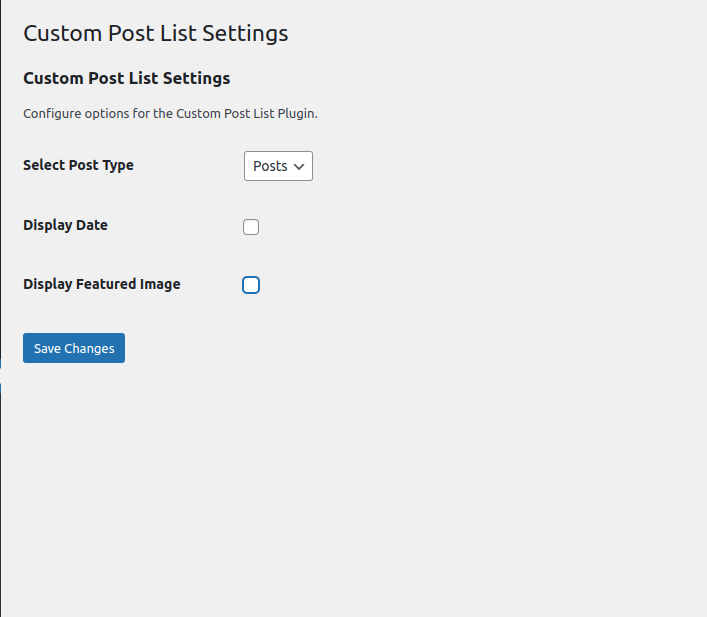 Custom Post List Settings
Custom Post List Settings
Configure options for the Custom Post List Plugin.
Select Post Type
Posts
Display Date
Display Featured Image
Save Changes